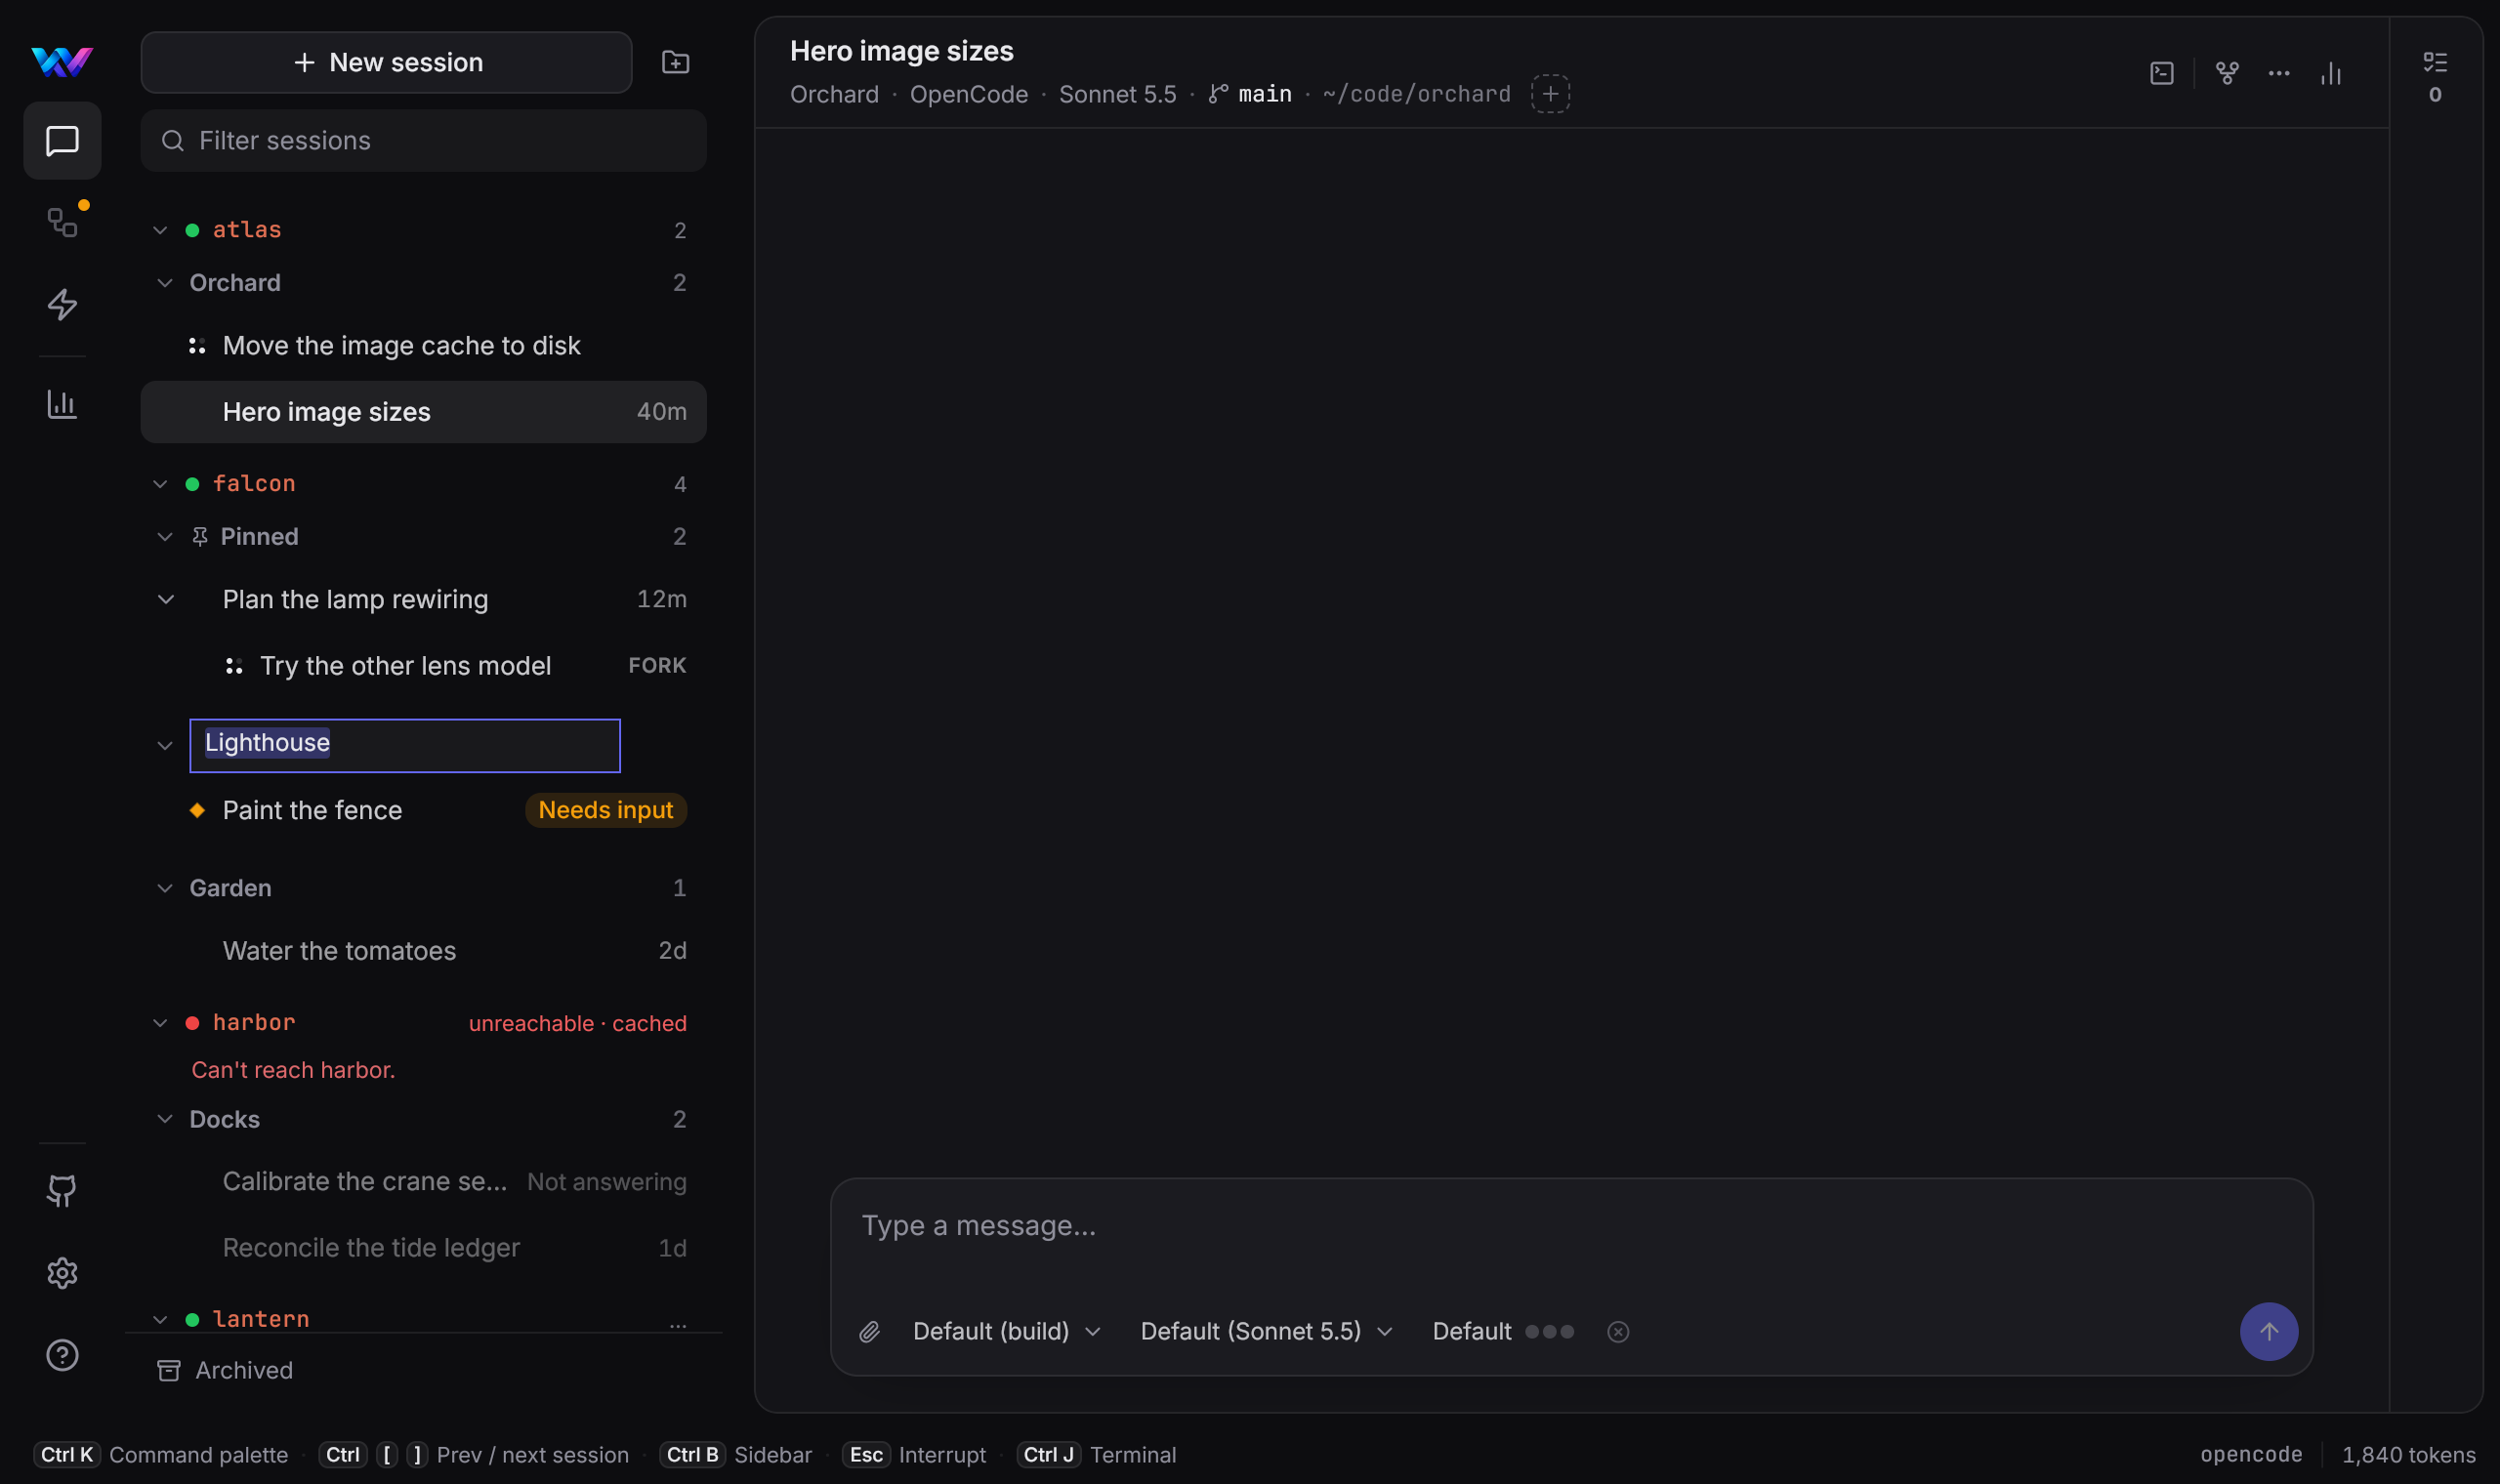 New session
Filter sessions
atlas 2
Orchard 2
Move the image cache to disk
Hero image sizes 40m
falcon 4
Pinned 2
Plan the lamp rewiring 12m
Try the other lens model FORK
Lighthouse
Paint the fence Needs input
Garden 1
Water the tomatoes 2d
harbor unreachable · cached
Can't reach harbor.
Docks 2
Calibrate the crane se... Not answering
Reconcile the tide ledger 1d
lantern ...
Archived
Hero image sizes
Orchard · OpenCode · Sonnet 5.5 · main · ~/code/orchard
0
Type a message...
Default (build) Default (Sonnet 5.5) Default
Ctrl K Command palette · Ctrl [ ] Prev / next session · Ctrl B Sidebar · Esc Interrupt · Ctrl J Terminal
opencode 1,840 tokens